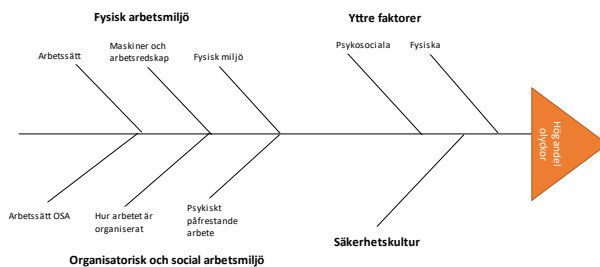 Fysisk arbetsmiljö
Yttre faktorer
Arbetssätt
Maskiner och
arbetsredskap
Fysisk miljö
Psykosociala
Fysiska
Hög andel
olyckor
Arbetssätt OSA
Hur arbetet är
organiserat
Psykiskt
påfrestande
arbete
Säkerhetskultur
Organisatorisk och social arbetsmiljö